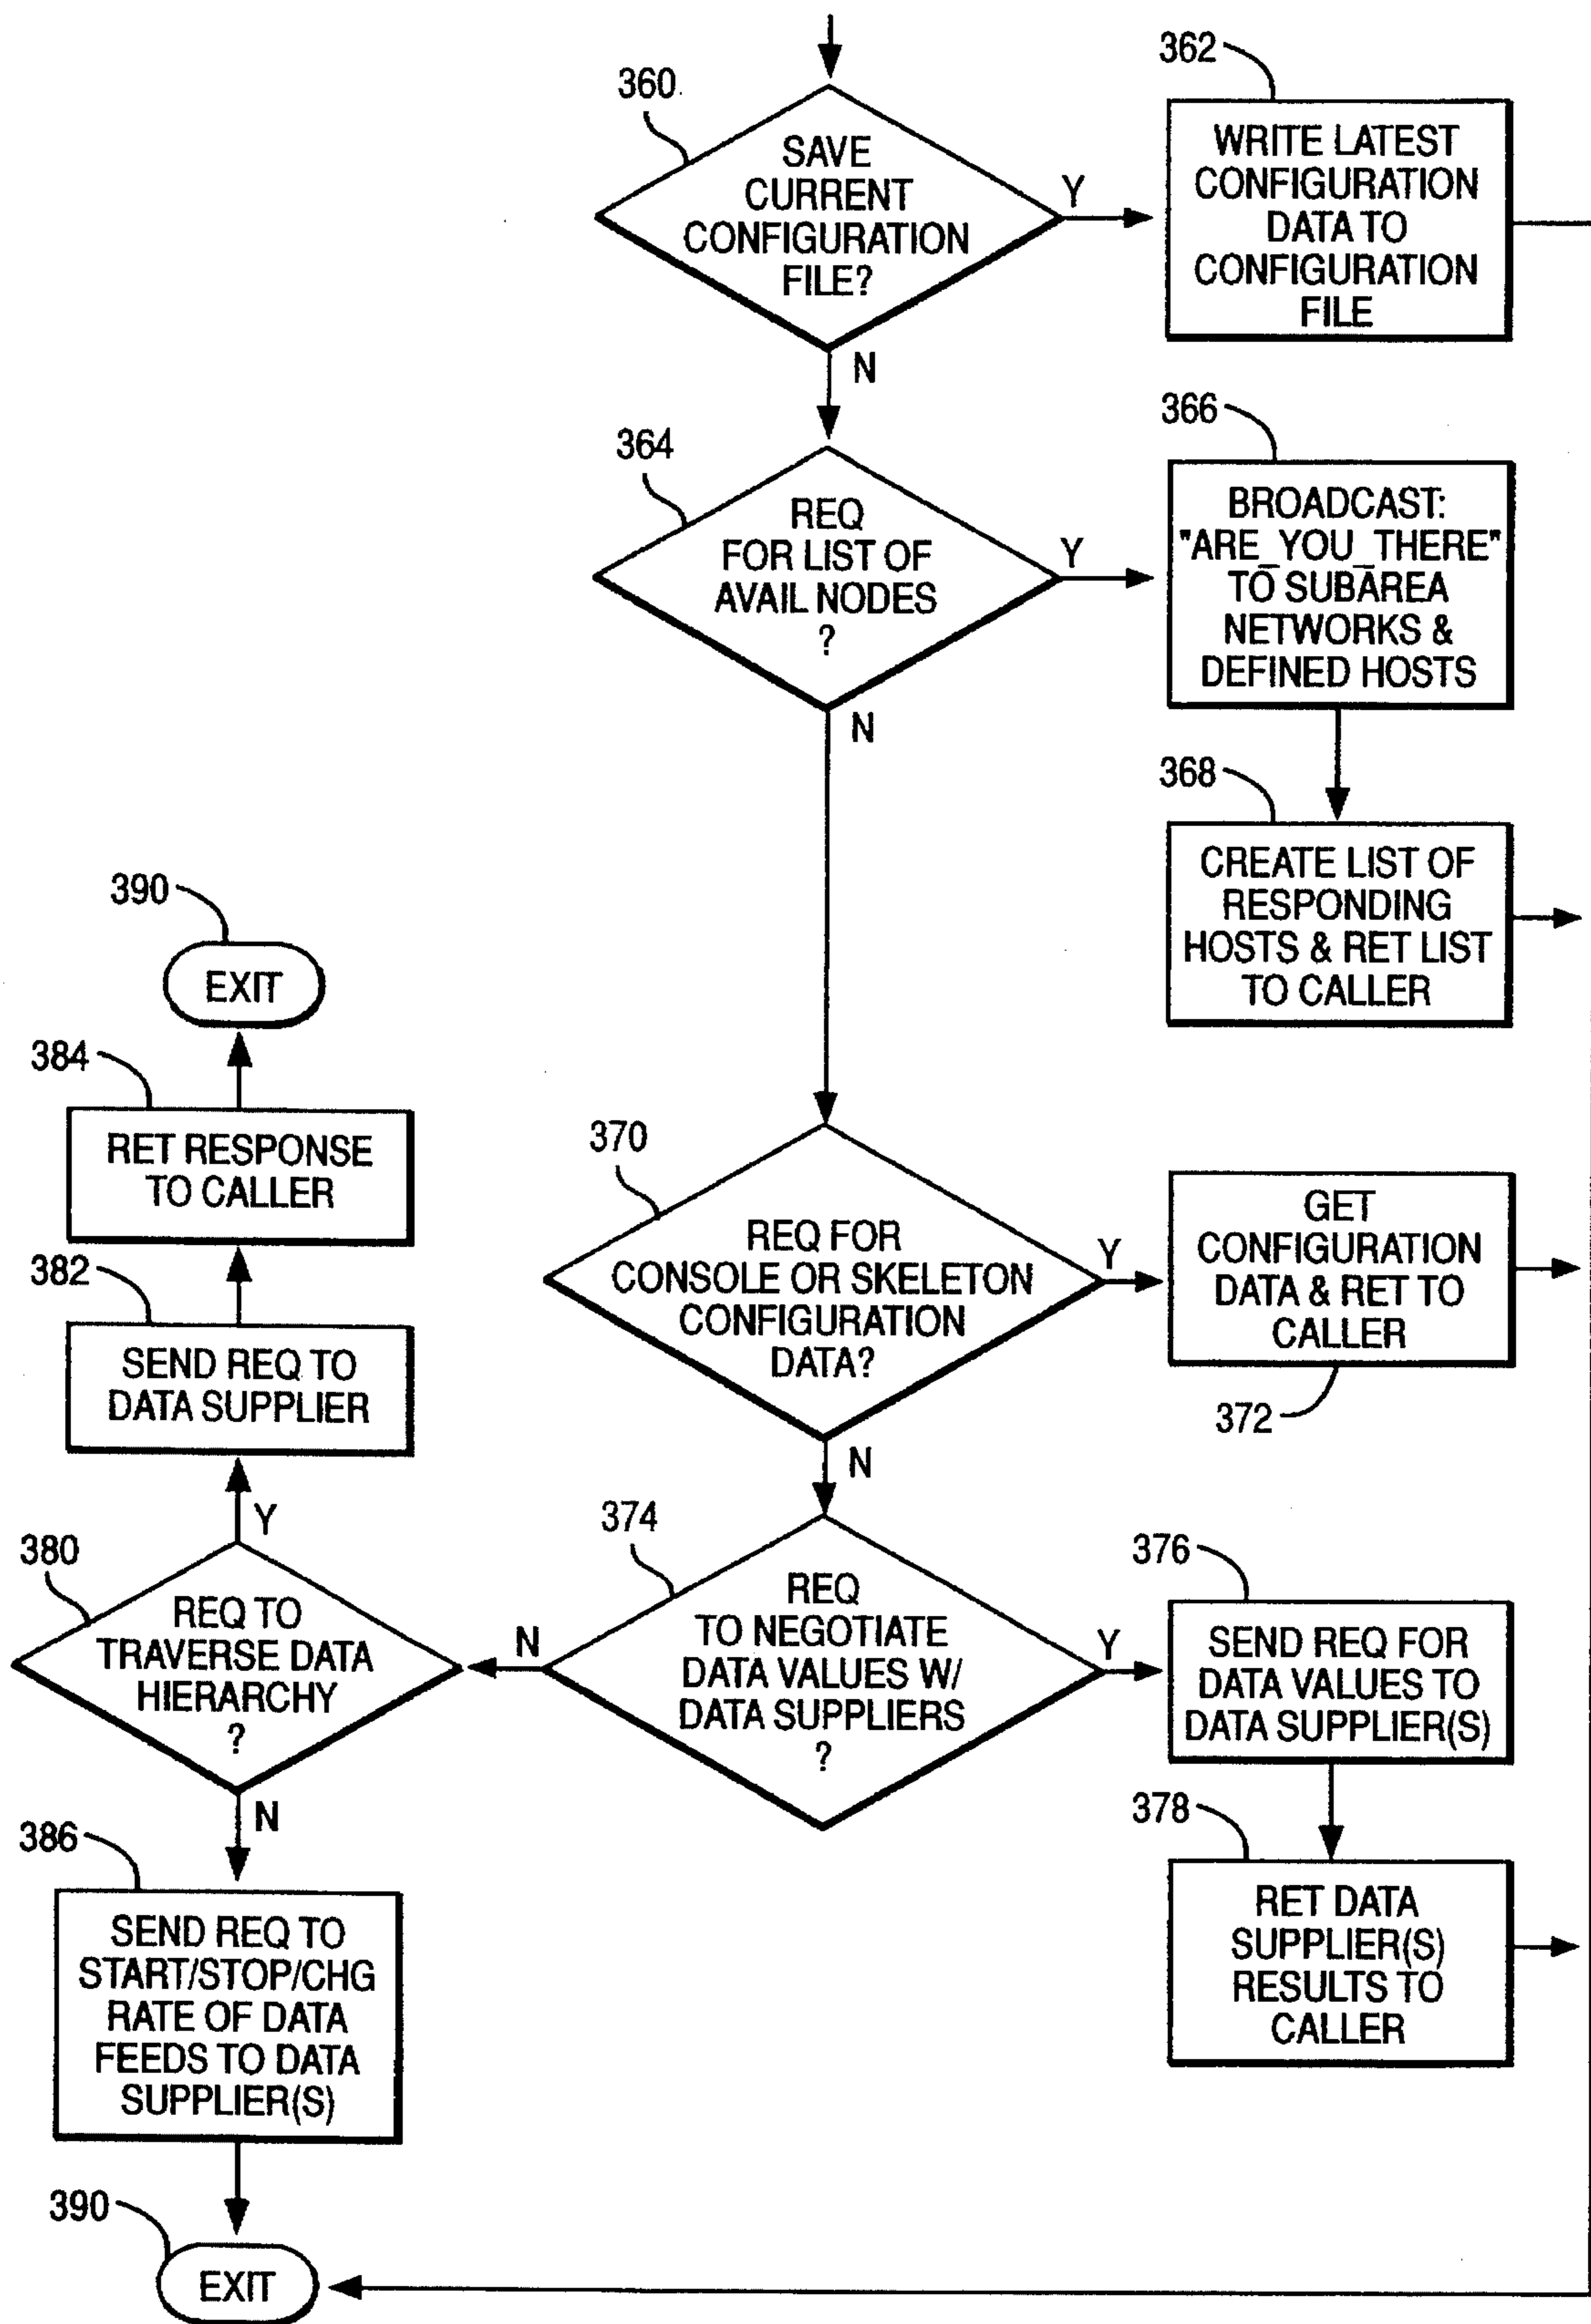 360
SAVE
CURRENT
CONFIGURATION
FILE?
Y
N
362
WRITE LATEST
CONFIGURATION
DATA TO
CONFIGURATION
FILE
364
REQ
FOR LIST OF
AVAIL NODES
?
Y
N
366
BROADCAST:
"ARE_YOU_THERE"
TO SUBAREA
NETWORKS &
DEFINED HOSTS
368
CREATE LIST OF
RESPONDING
HOSTS & RET LIST
TO CALLER
370
REQ FOR
CONSOLE OR SKELETON
CONFIGURATION
DATA?
Y
N
GET
CONFIGURATION
DATA & RET TO
CALLER
372
374
REQ
TO NEGOTIATE
DATA VALUES W/
DATA SUPPLIERS
?
Y
N
376
SEND REQ FOR
DATA VALUES TO
DATA SUPPLIER(S)
378
RET DATA
SUPPLIER(S)
RESULTS TO
CALLER
380
REQ TO
TRAVERSE DATA
HIERARCHY
?
Y
N
382
SEND REQ TO
DATA SUPPLIER
384
RET RESPONSE
TO CALLER
390
EXIT
386
SEND REQ TO
START/STOP/CHG
RATE OF DATA
FEEDS TO DATA
SUPPLIER(S)
390
EXIT